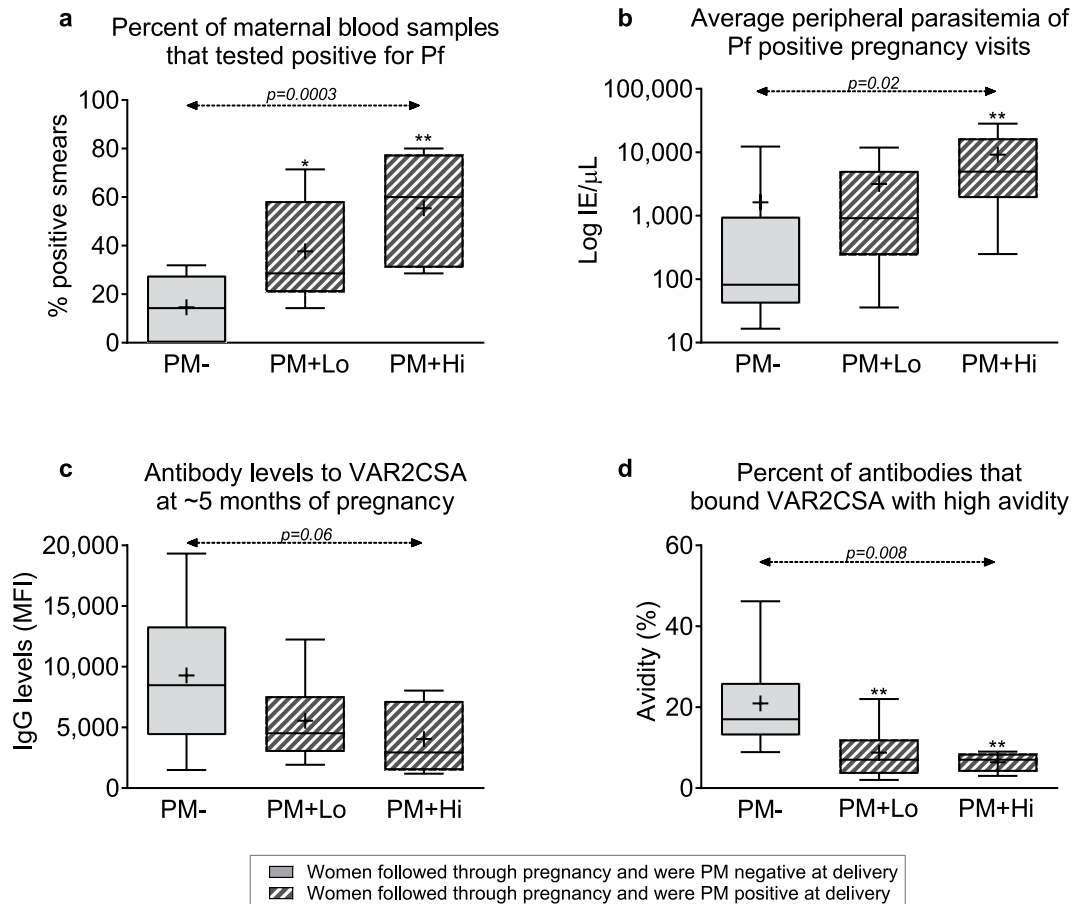 a
Percent of maternal blood samples
that tested positive for Pf
p=0.0003
100
80
60
40
20
0
% positive smears
*
**
PM-
PM+Lo
PM+Hi
b
Average peripheral parasitemia of
Pf positive pregnancy visits
p=0.02
100,000
10,000
1,000
100
10
Log IE/μL
**
PM-
PM+Lo
PM+Hi
c
Antibody levels to VAR2CSA
at ~5 months of pregnancy
p=0.06
20,000
15,000
10,000
5,000
0
IgG levels (MFI)
PM-
PM+Lo
PM+Hi
d
Percent of antibodies that
bound VAR2CSA with high avidity
p=0.008
60
40
20
0
Avidity (%)
**
**
PM-
PM+Lo
PM+Hi
Women followed through pregnancy and were PM negative at delivery
Women followed through pregnancy and were PM positive at delivery